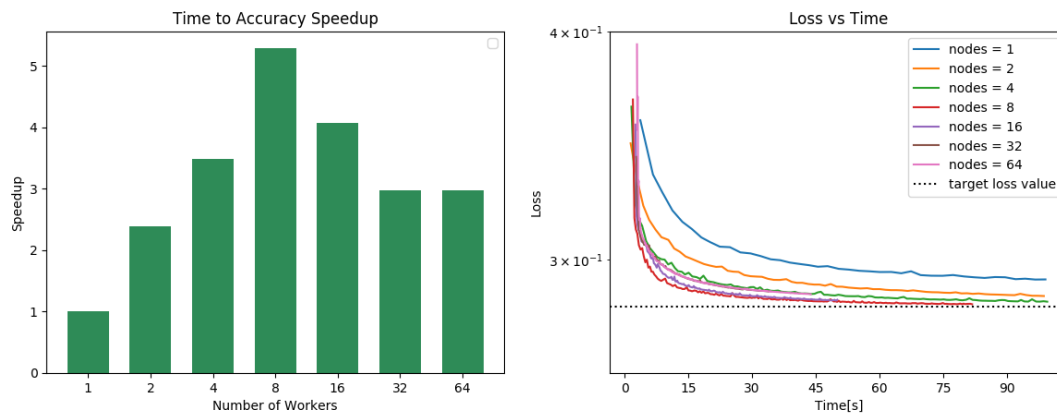 Time to Accuracy Speedup
5
4
3
2
1
0
Speedup
1 2 4 8 16 32 64
Number of Workers
Loss vs Time
4 × 10⁻¹
3 × 10⁻¹
Loss
nodes = 1
nodes = 2
nodes = 4
nodes = 8
nodes = 16
nodes = 32
nodes = 64
target loss value
0 15 30 45 60 75 90
Time[s]